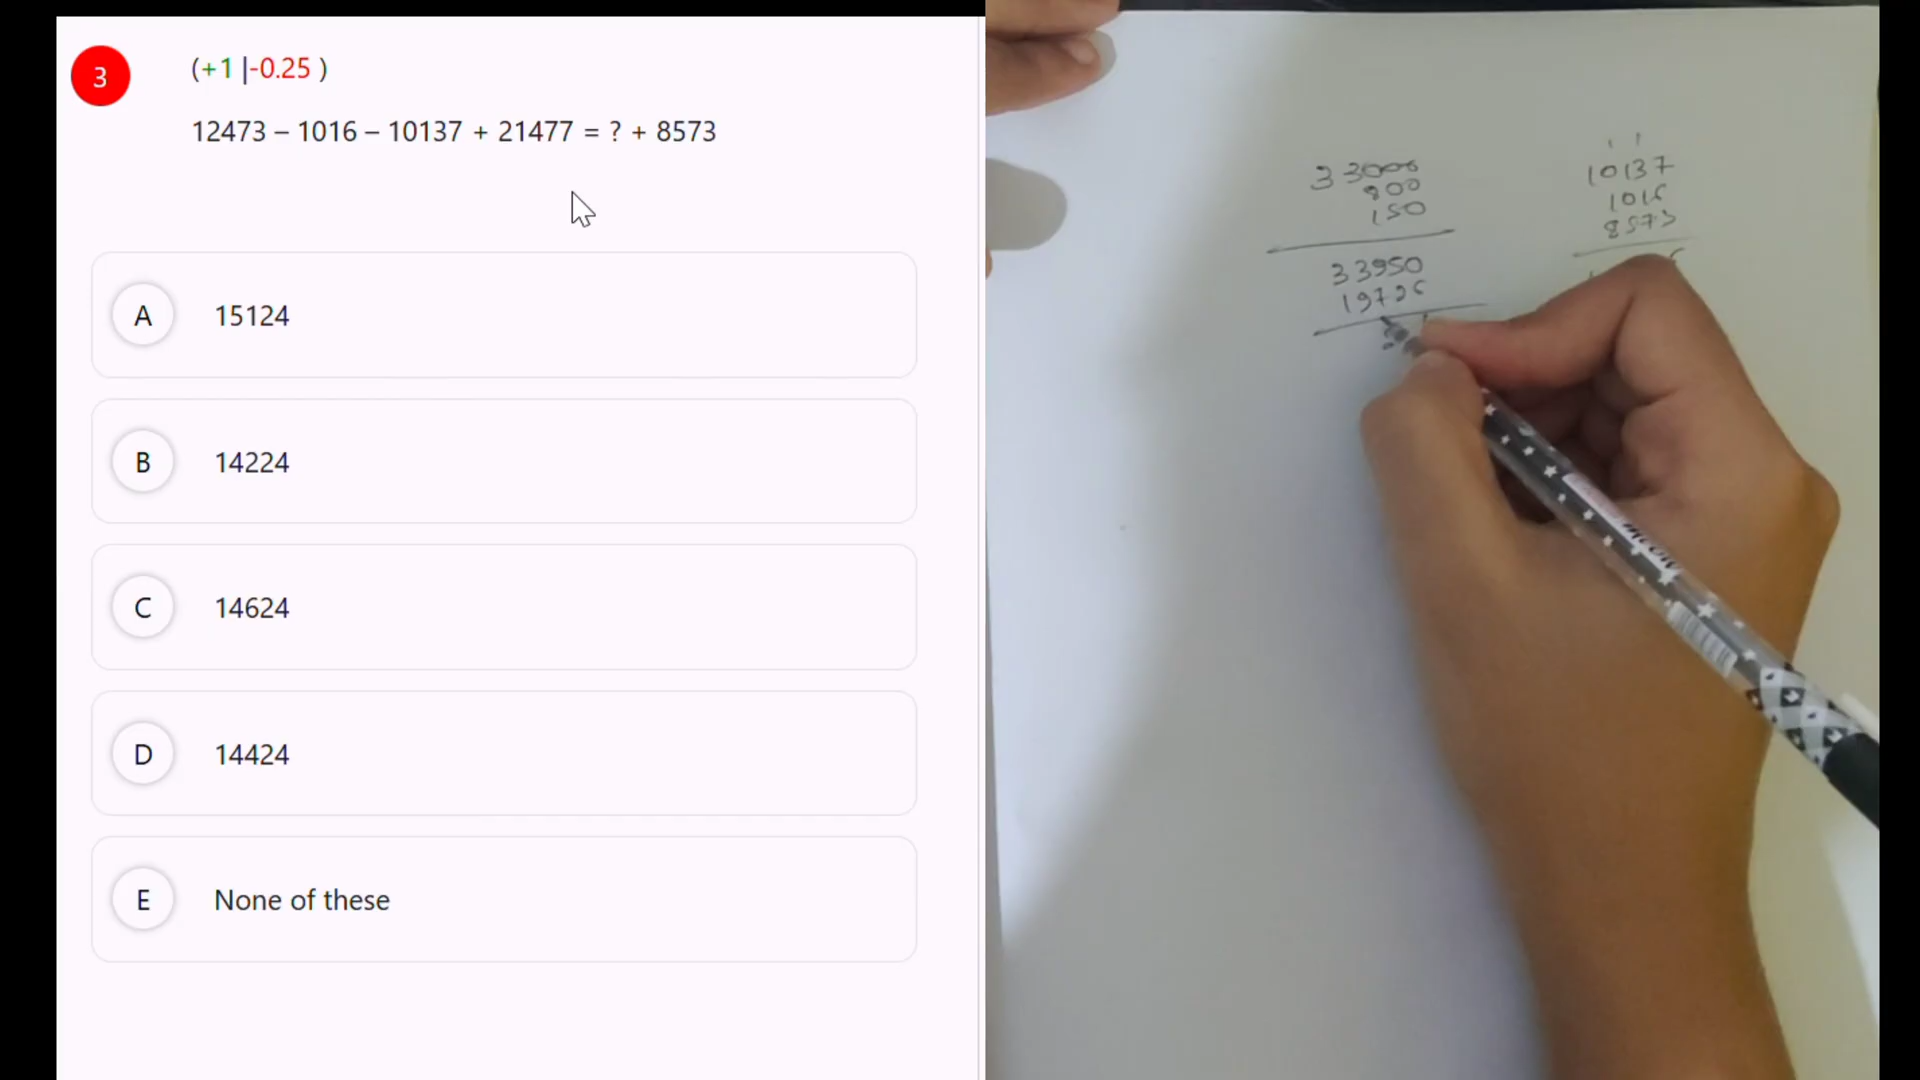 3
(+1 |-0.25 )
12473 – 1016 – 10137 + 21477 = ? + 8573
A 15124
B 14224
C 14624
D 14424
E None of these
33000
800
150
33950
19726
10137
1016
8573